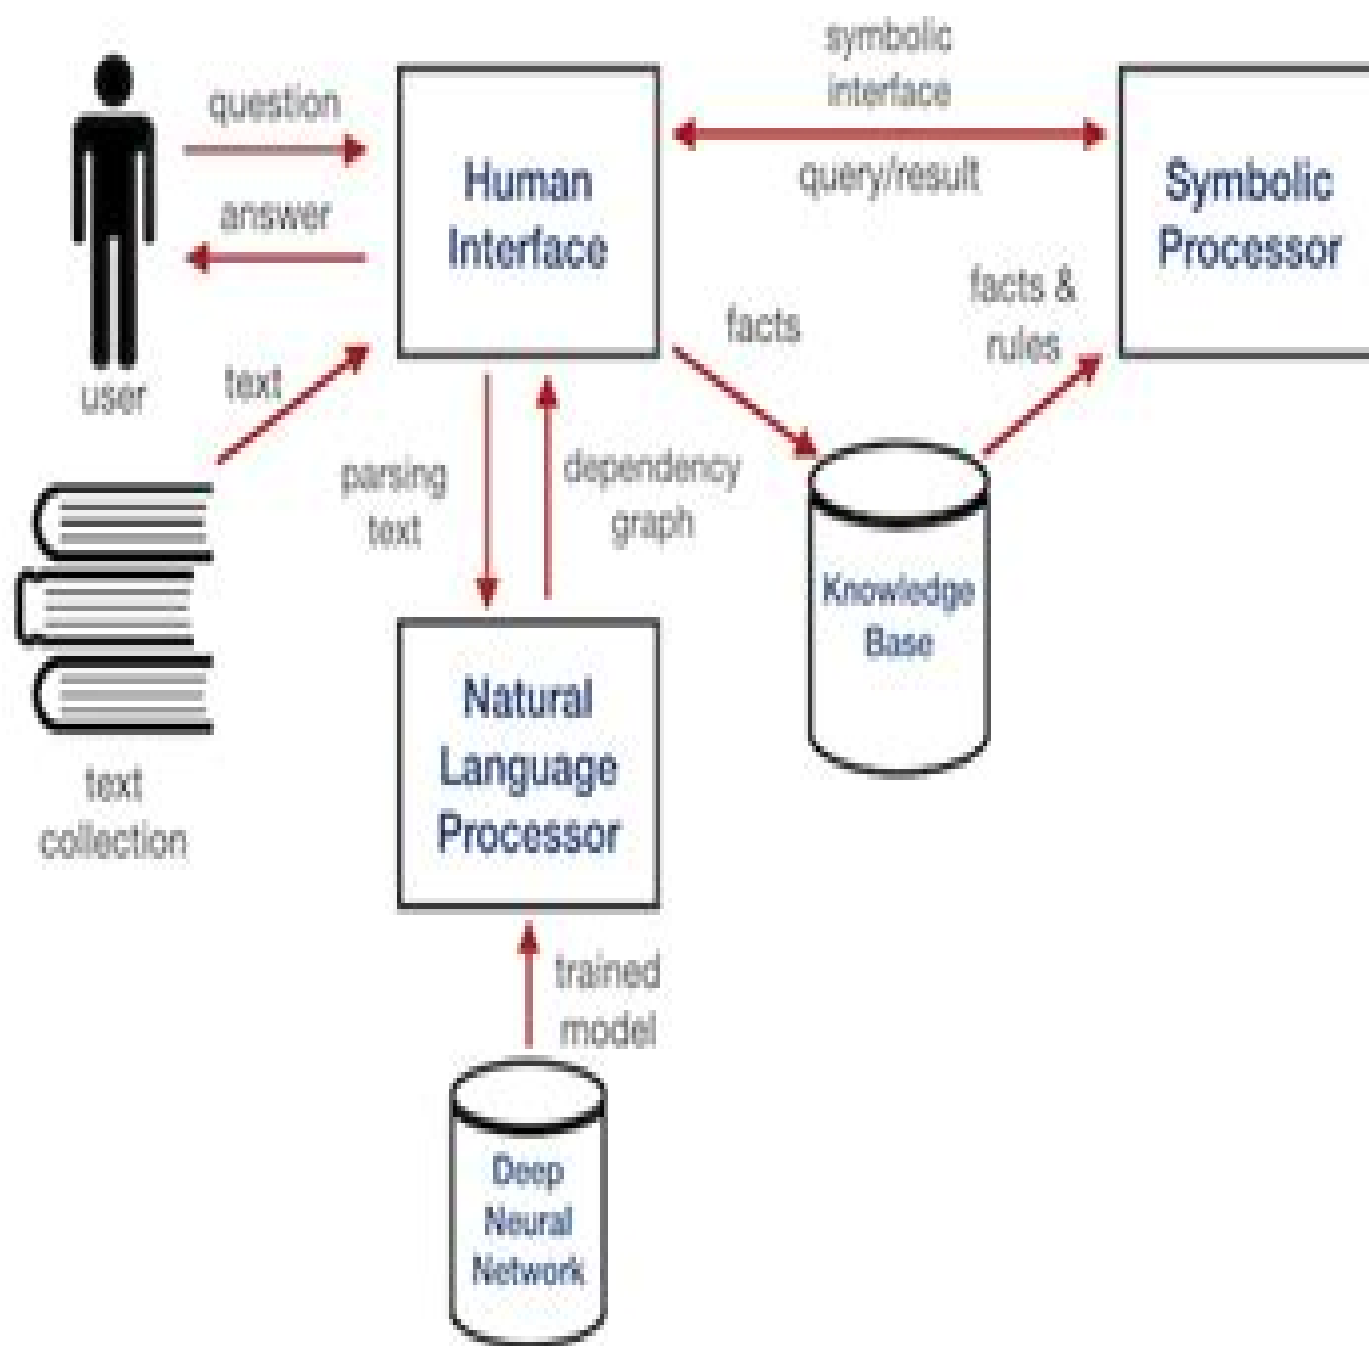 symbolic
interface
question
Human
Interface
query/result
Symbolic
Processor
answer
facts &
rules
facts
user
text
parsing
text
dependency
graph
Knowledge
Base
Natural
Language
Processor
text
collection
trained
model
Deep
Neural
Network